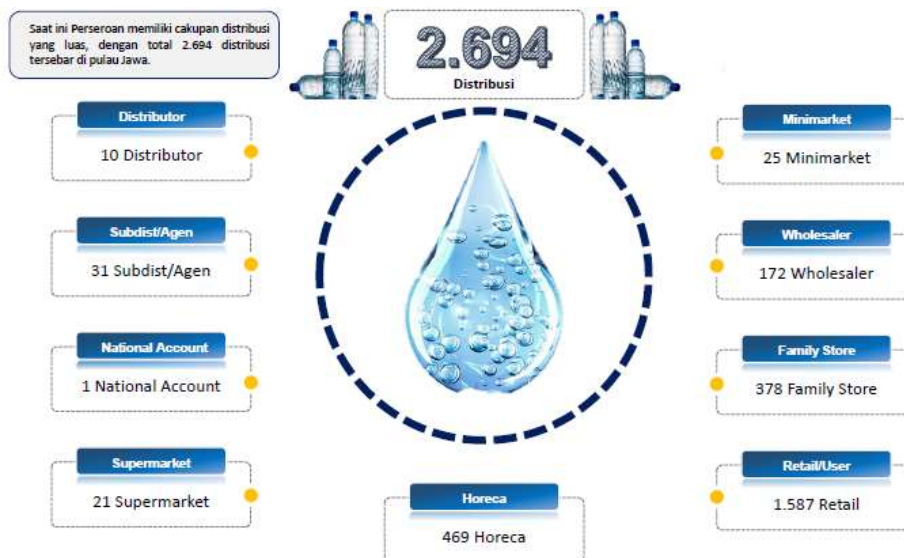 Saat ini Perseroan memiliki cakupan distribusi
yang luas, dengan total 2.694 distribusi
tersebar di pulau Jawa.
2.694
Distribusi
Distributor
10 Distributor
Subdist/Agen
31 Subdist/Agen
National Account
1 National Account
Supermarket
21 Supermarket
Horeca
469 Horeca
Minimarket
25 Minimarket
Wholesaler
172 Wholesaler
Family Store
378 Family Store
Retail/User
1.587 Retail